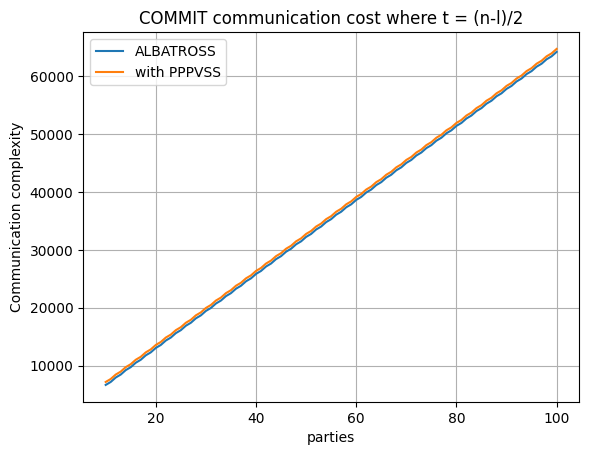 COMMIT communication cost where t = (n-l)/2
ALBATROSS
with PPPVSS
Communication complexity
60000
50000
40000
30000
20000
10000
20
40
60
80
100
parties